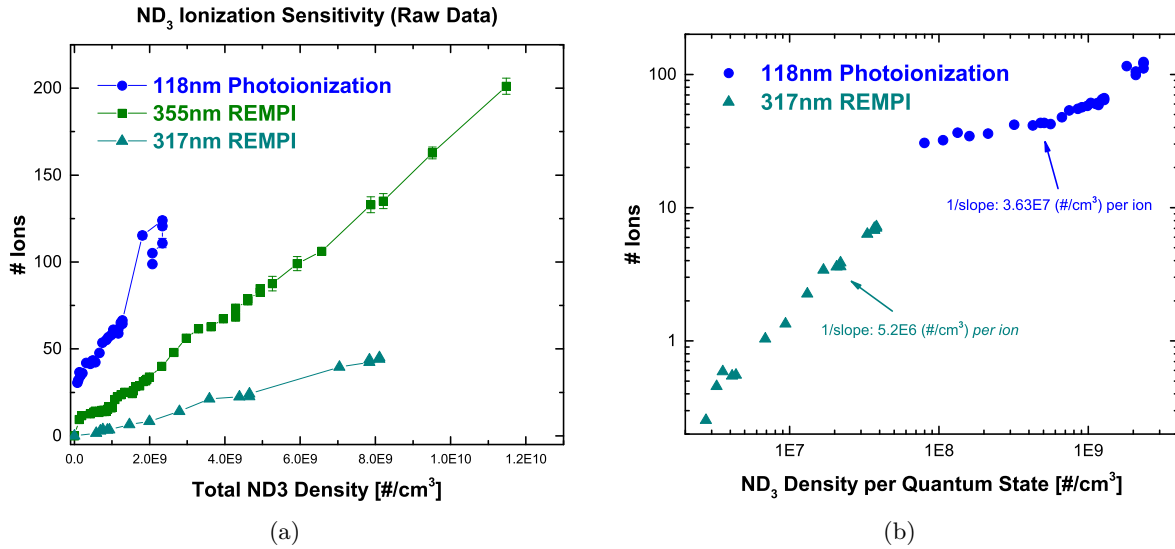 ND₃ Ionization Sensitivity (Raw Data)
118nm Photoionization
355nm REMPI
317nm REMPI
# Ions
200
150
100
50
0
0.0
2.0E9
4.0E9
6.0E9
8.0E9
1.0E10
1.2E10
Total ND3 Density [#/cm³]
(a)
118nm Photoionization
317nm REMPI
# Ions
100
10
1
1/slope: 3.63E7 (#/cm³) per ion
1/slope: 5.2E6 (#/cm³) per ion
1E7
1E8
1E9
ND₃ Density per Quantum State [#/cm³]
(b)